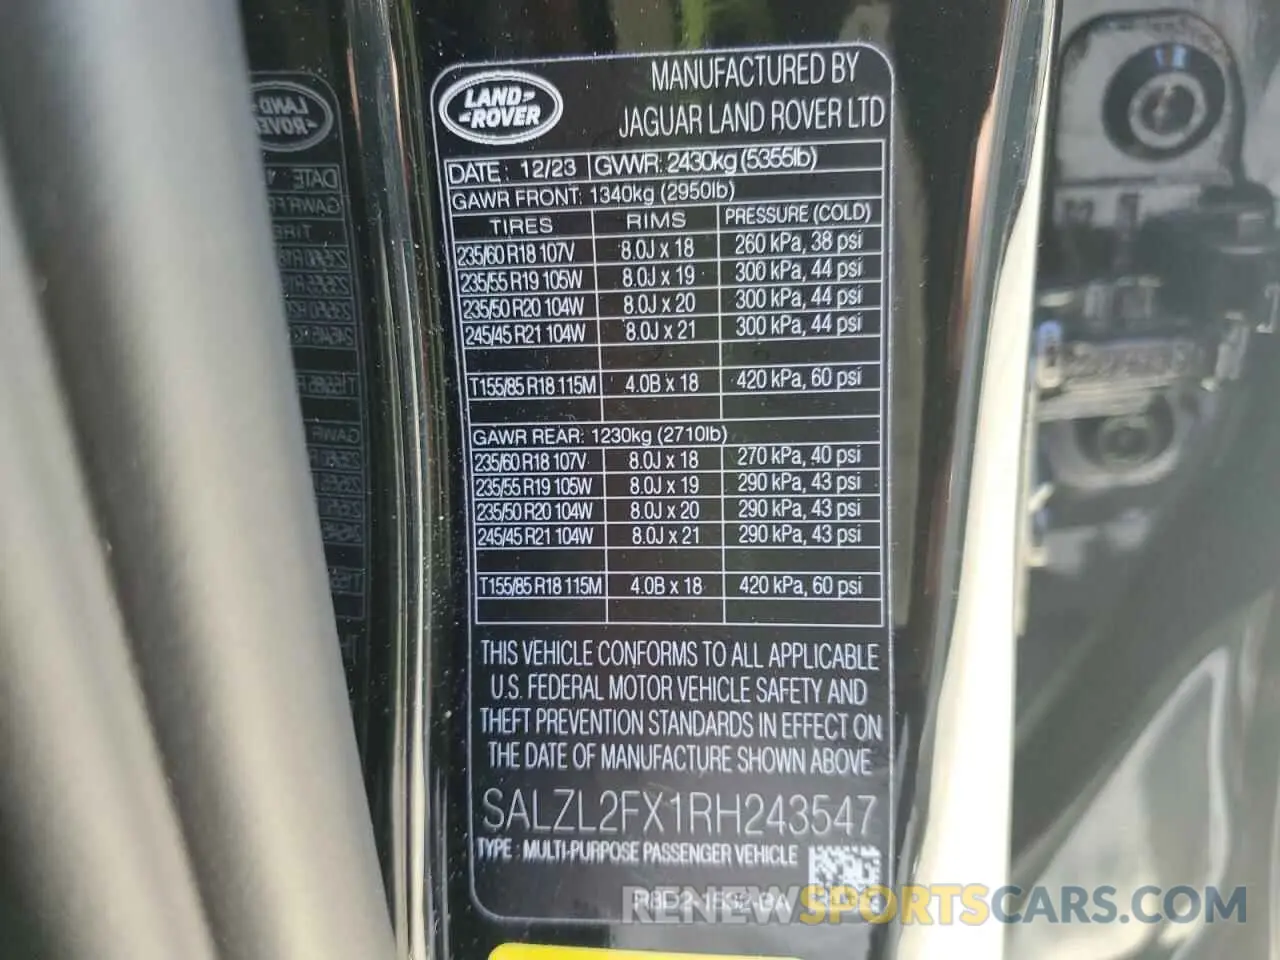 LAND-
-ROVER
MANUFACTURED BY
JAGUAR LAND ROVER LTD
DATE: 12/23 GVWR: 2430kg (5355lb)
GAWR FRONT: 1340kg (2950lb)
TIRES RIMS PRESSURE (COLD)
235/60 R18 107V 8.0J x 18 260 kPa, 38 psi
235/55 R19 105W 8.0J x 19 300 kPa, 44 psi
235/50 R20 104W 8.0J x 20 300 kPa, 44 psi
245/45 R21 104W 8.0J x 21 300 kPa, 44 psi
T155/85 R18 115M 4.0B x 18 420 kPa, 60 psi
GAWR REAR: 1230kg (2710lb)
235/60 R18 107V 8.0J x 18 270 kPa, 40 psi
235/55 R19 105W 8.0J x 19 290 kPa, 43 psi
235/50 R20 104W 8.0J x 20 290 kPa, 43 psi
245/45 R21 104W 8.0J x 21 290 kPa, 43 psi
T155/85 R18 115M 4.0B x 18 420 kPa, 60 psi
THIS VEHICLE CONFORMS TO ALL APPLICABLE
U.S. FEDERAL MOTOR VEHICLE SAFETY AND
THEFT PREVENTION STANDARDS IN EFFECT ON
THE DATE OF MANUFACTURE SHOWN ABOVE
SALZL2FX1RH243547
TYPE: MULTI-PURPOSE PASSENGER VEHICLE
RENEWSPORTSCARS.COM